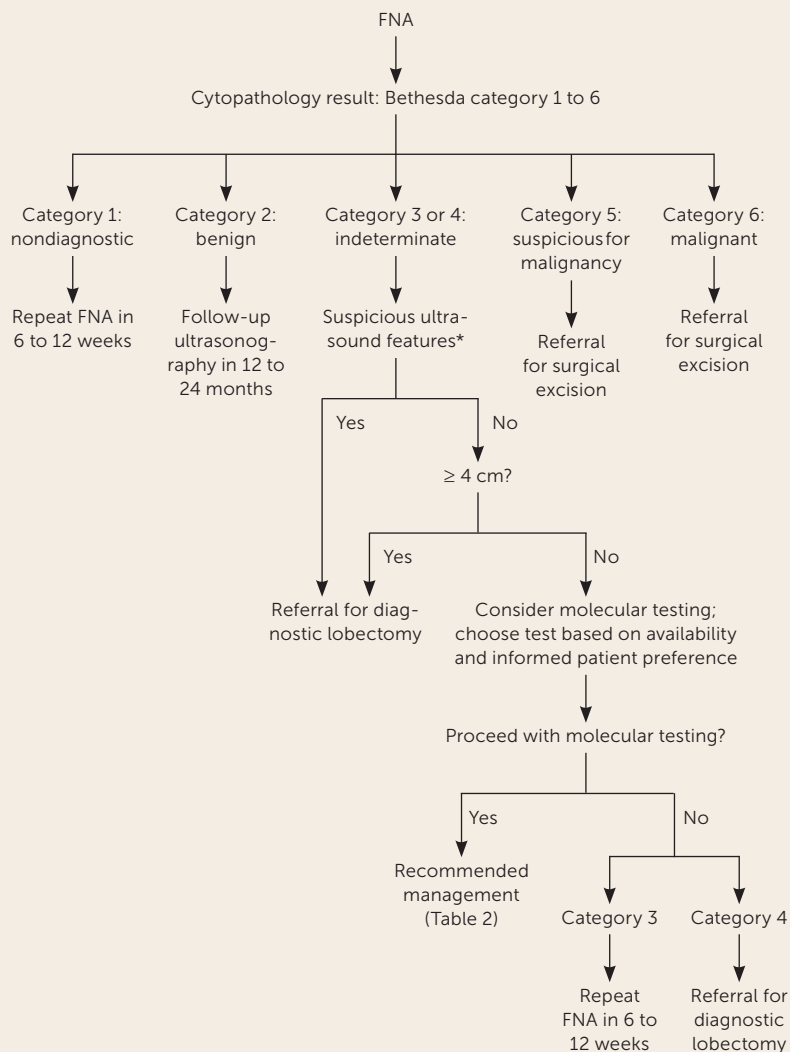 FNA
Cytopathology result: Bethesda category 1 to 6
Category 1:
nondiagnostic
Category 2:
benign
Category 3 or 4:
indeterminate
Category 5:
suspicious for
malignancy
Category 6:
malignant
Repeat FNA in
6 to 12 weeks
Follow-up
ultrasonog-
raphy in 12 to
24 months
Suspicious ultra-
sound features*
Referral
for surgical
excision
Referral
for surgical
excision
Yes
No
≥ 4 cm?
Yes
No
Referral for diag-
nostic lobectomy
Consider molecular testing;
choose test based on availability
and informed patient preference
Proceed with molecular testing?
Yes
No
Recommended
management
(Table 2)
Category 3
Category 4
Repeat
FNA in 6 to
12 weeks
Referral for
diagnostic
lobectomy